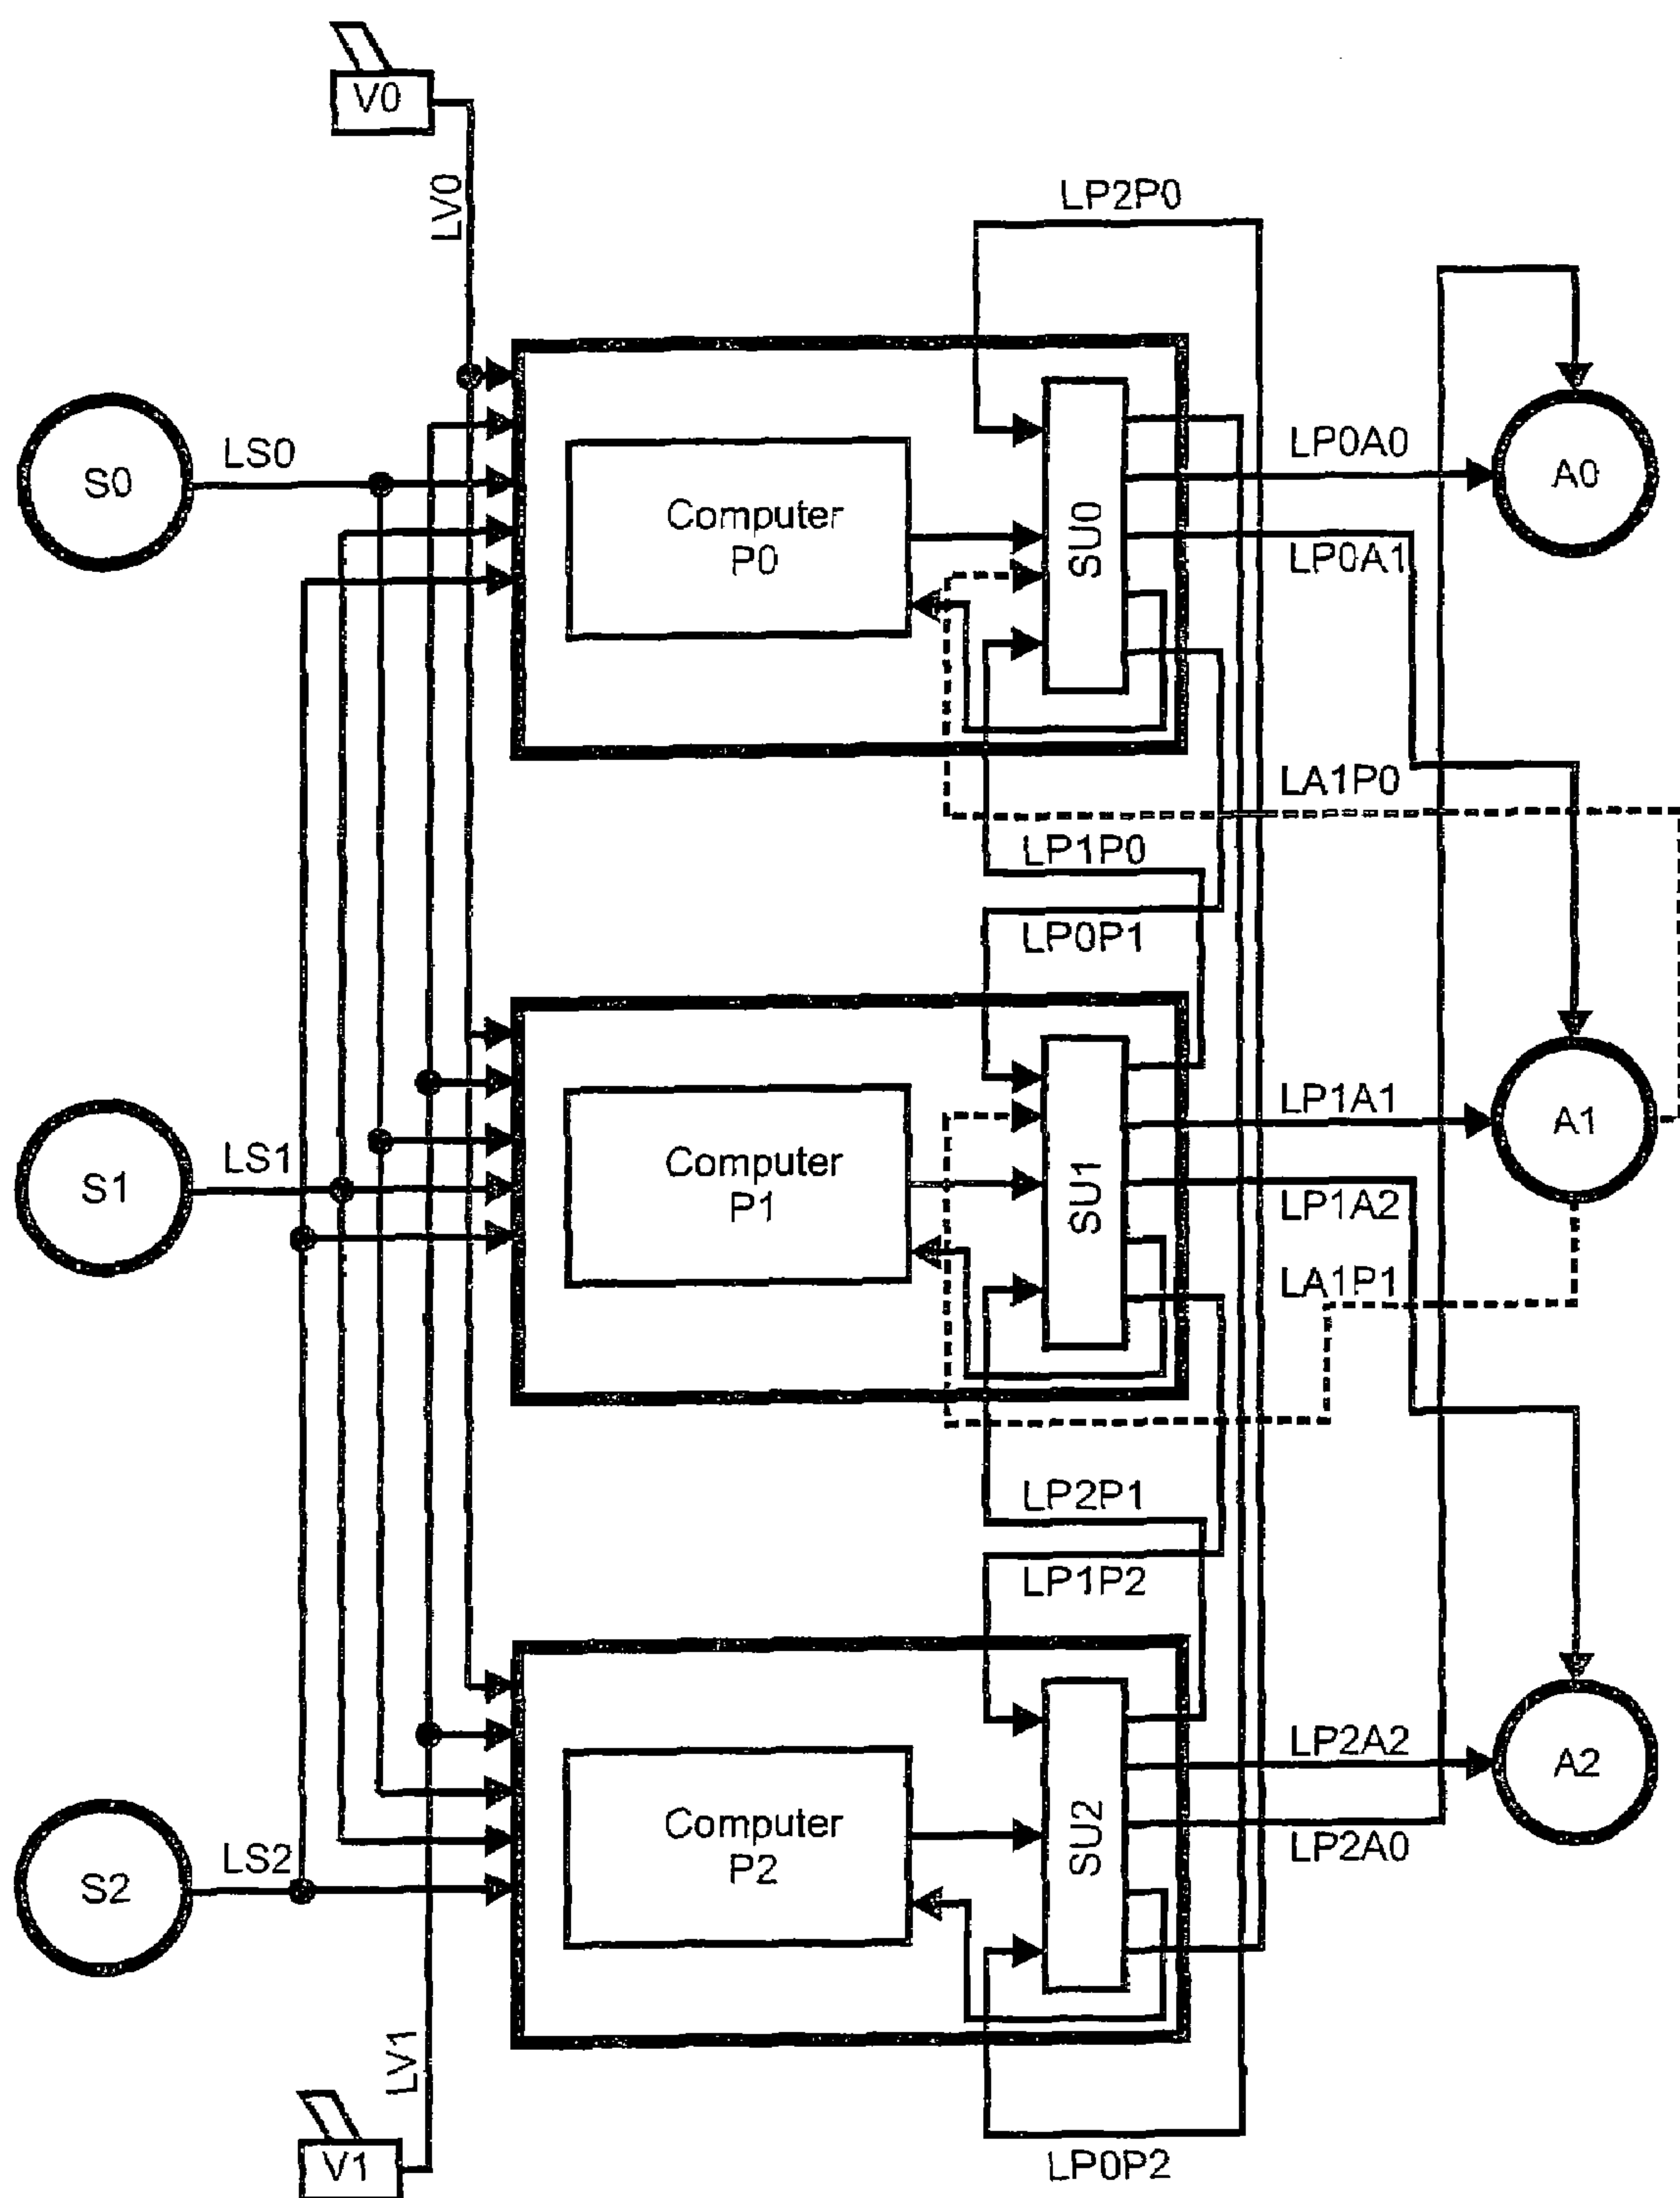 V0
LV0
LP2P0
S0
LS0
Computer
P0
SU0
LP0A0
LP0A1
A0
LA1P0
LP1P0
LP0P1
S1
LS1
Computer
P1
SU1
LP1A1
LP1A2
A1
LA1P1
LP2P1
LP1P2
S2
LS2
Computer
P2
SU2
LP2A2
LP2A0
A2
LV1
V1
LP0P2